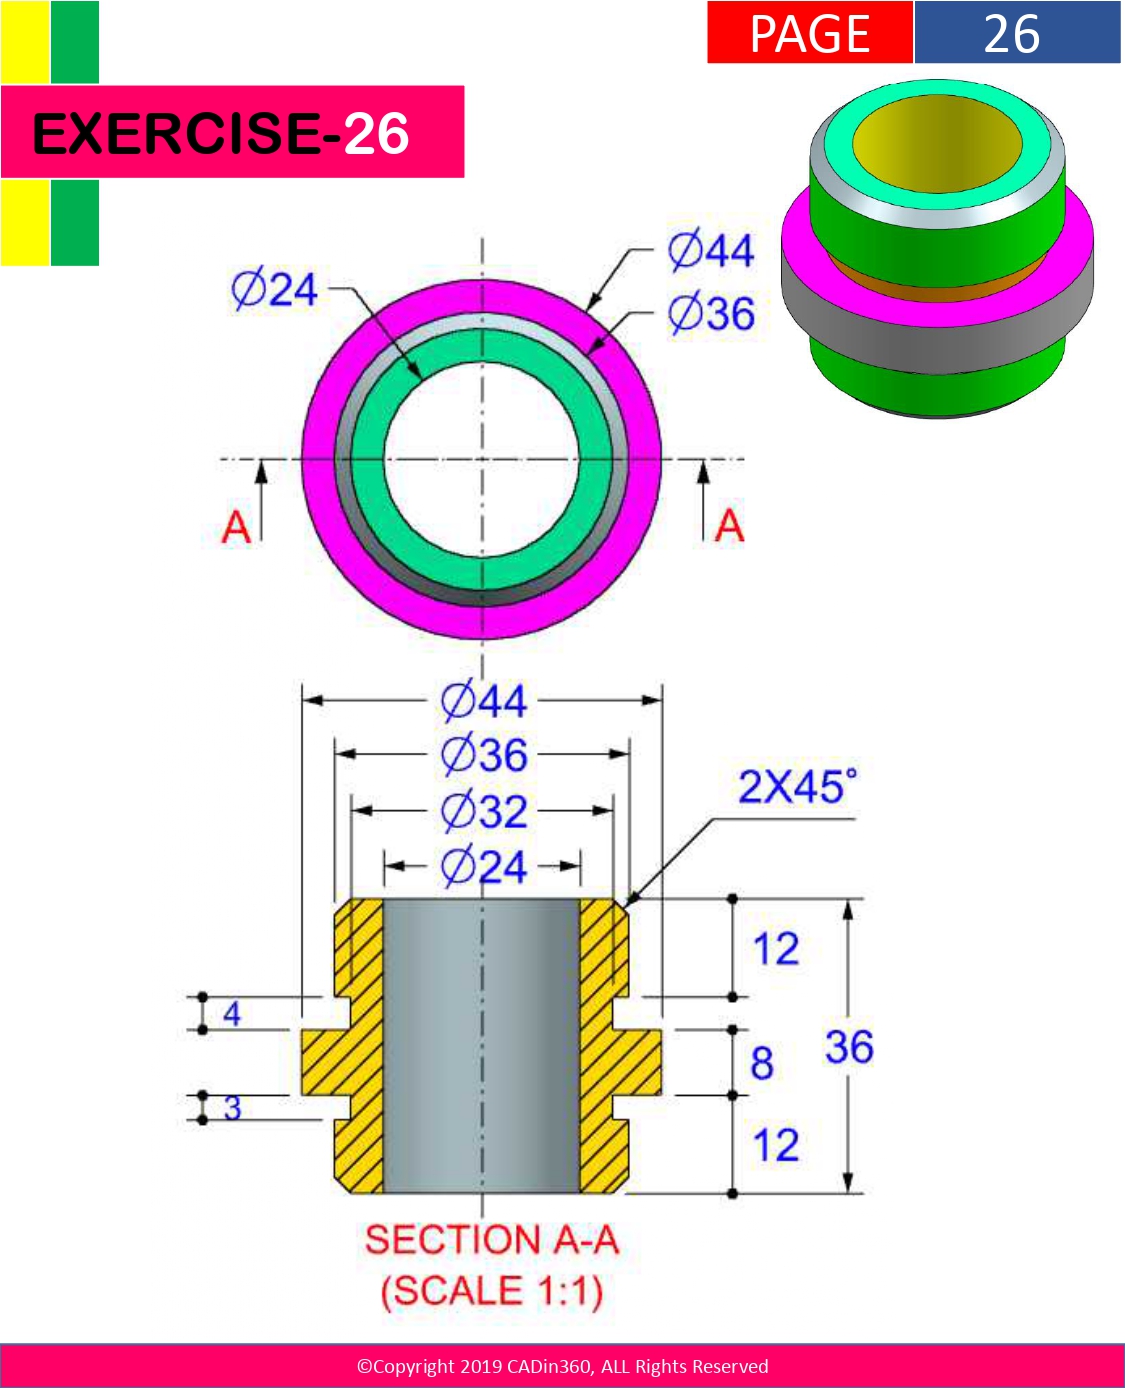 PAGE 26
EXERCISE-26
Ø44
Ø24
Ø36
A A
Ø44
Ø36
2X45°
Ø32
Ø24
12
4
36
8
3
12
SECTION A-A
(SCALE 1:1)
©Copyright 2019 CADin360, ALL Rights Reserved